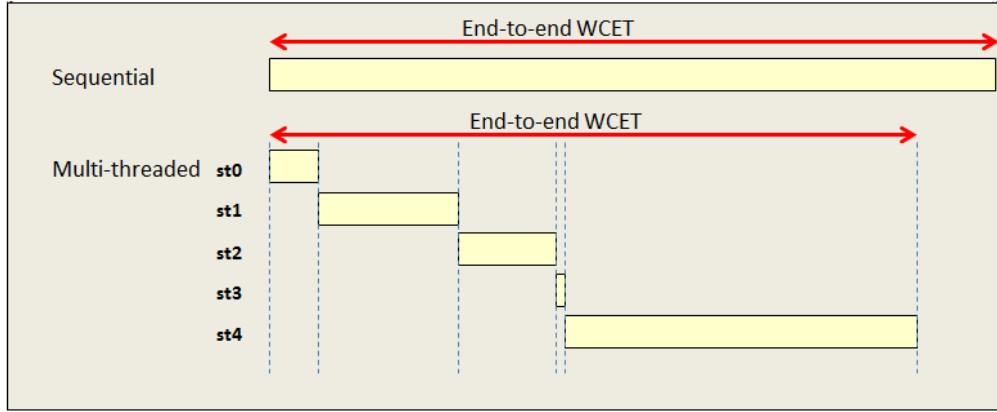 End-to-end WCET
Sequential
End-to-end WCET
Multi-threaded st0
st1
st2
st3
st4